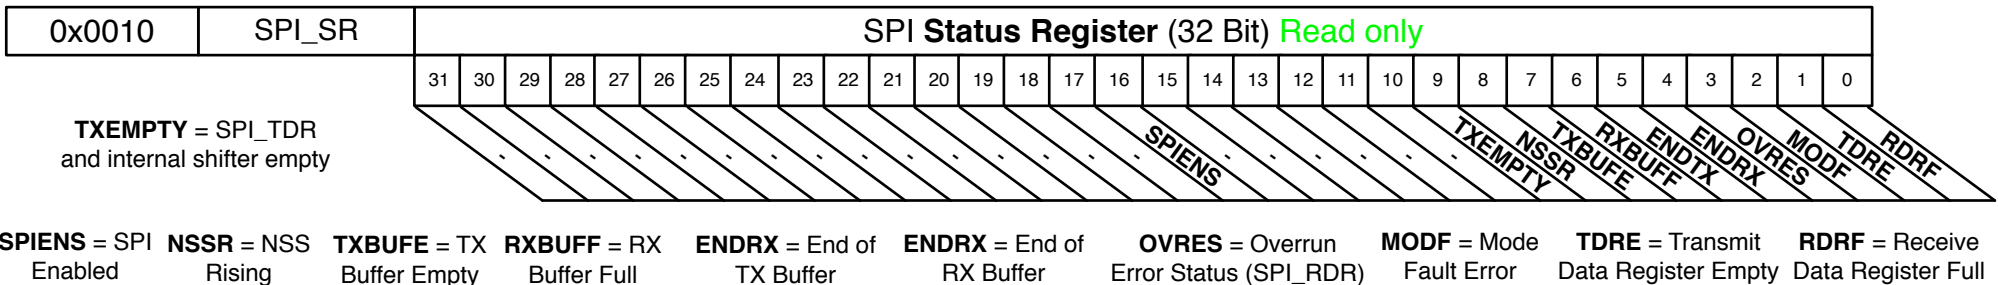 0x0010 SPI_SR SPI Status Register (32 Bit) Read only
31 30 29 28 27 26 25 24 23 22 21 20 19 18 17 16 15 14 13 12 11 10 9 8 7 6 5 4 3 2 1 0
- - - - - - - - - - - - - - - SPIENS - - - - - - TXEMPTY NSSR TXBUFE RXBUFF ENDTX ENDRX OVRES MODF TDRE RDRF
TXEMPTY = SPI_TDR
and internal shifter empty
SPIENS = SPI
Enabled
NSSR = NSS
Rising
TXBUFE = TX
Buffer Empty
RXBUFF = RX
Buffer Full
ENDRX = End of
TX Buffer
ENDRX = End of
RX Buffer
OVRES = Overrun
Error Status (SPI_RDR)
MODF = Mode
Fault Error
TDRE = Transmit
Data Register Empty
RDRF = Receive
Data Register Full